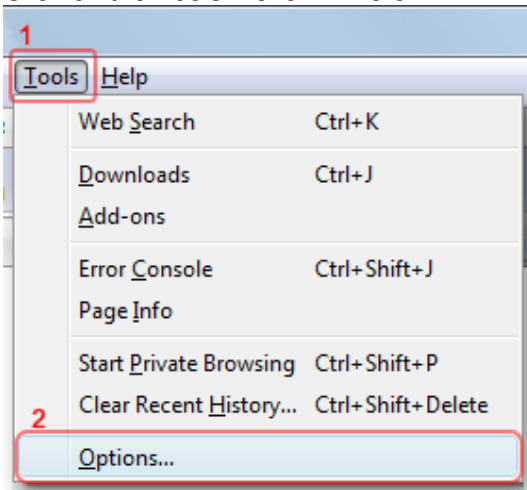 1
Tools Help
Web Search Ctrl+K
Downloads Ctrl+J
Add-ons
Error Console Ctrl+Shift+J
Page Info
Start Private Browsing Ctrl+Shift+P
Clear Recent History... Ctrl+Shift+Delete
2
Options...